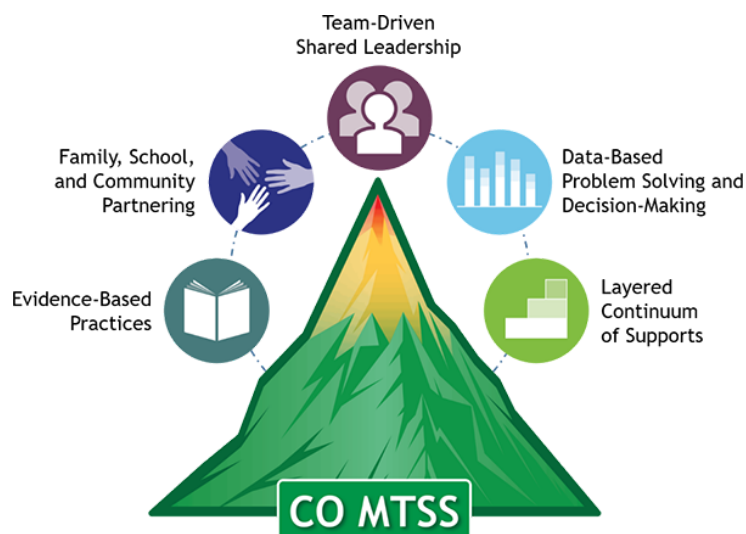 Team-Driven
Shared Leadership
Family, School,
and Community
Partnering
Data-Based
Problem Solving and
Decision-Making
Evidence-Based
Practices
Layered
Continuum
of Supports
CO MTSS